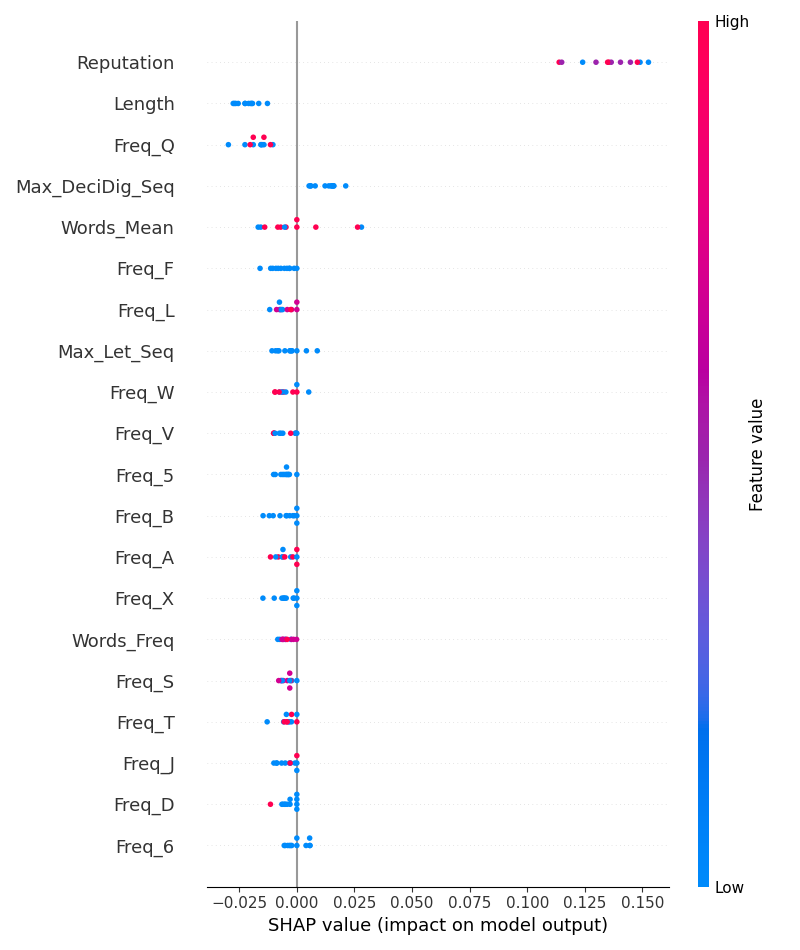 High
Reputation
Length
Freq_Q
Max_DeciDig_Seq
Words_Mean
Freq_F
Freq_L
Max_Let_Seq
Freq_W
Freq_V
Freq_5
Freq_B
Freq_A
Freq_X
Words_Freq
Freq_S
Freq_T
Freq_J
Freq_D
Freq_6
Feature value
Low
−0.025 0.000 0.025 0.050 0.075 0.100 0.125 0.150
SHAP value (impact on model output)